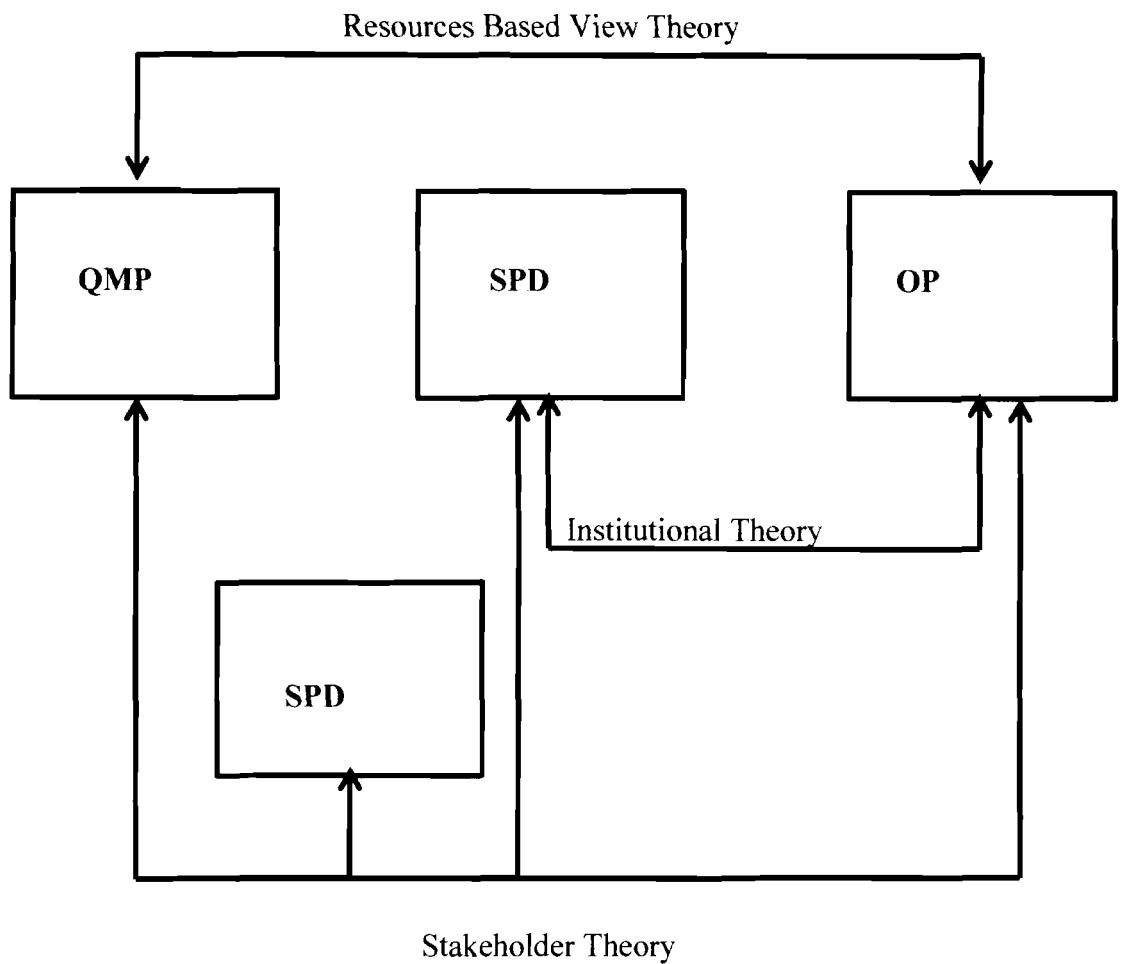 Resources Based View Theory
QMP
SPD
OP
Institutional Theory
SPD
Stakeholder Theory